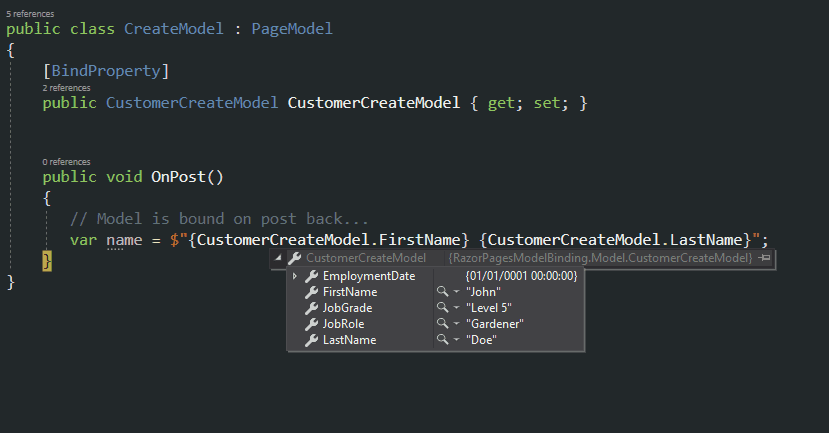 5 references
public class CreateModel : PageModel
{
[BindProperty]
2 references
public CustomerCreateModel CustomerCreateModel { get; set; }
0 references
public void OnPost()
{
// Model is bound on post back...
var name = $"{CustomerCreateModel.FirstName} {CustomerCreateModel.LastName}";
}
CustomerCreateModel {RazorPagesModelBinding.Model.CustomerCreateModel}
EmploymentDate {01/01/0001 00:00:00}
FirstName "John"
JobGrade "Level 5"
JobRole "Gardener"
LastName "Doe"
}